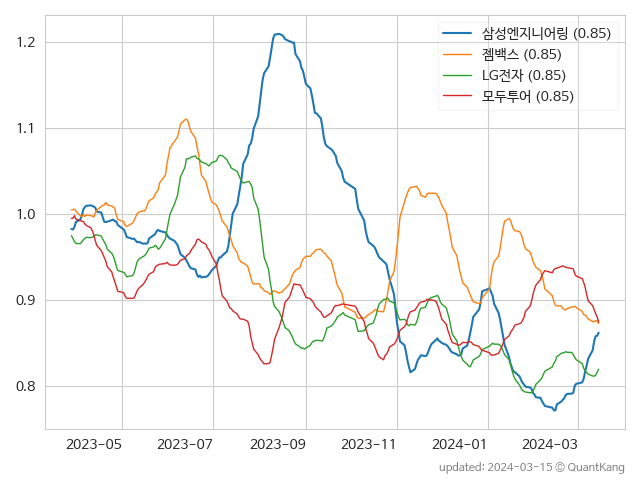 1.2
1.1
1.0
0.9
0.8
삼성엔지니어링 (0.85)
젬백스 (0.85)
LG전자 (0.85)
모두투어 (0.85)
2023-05 2023-07 2023-09 2023-11 2024-01 2024-03
updated: 2024-03-15 © QuantKang